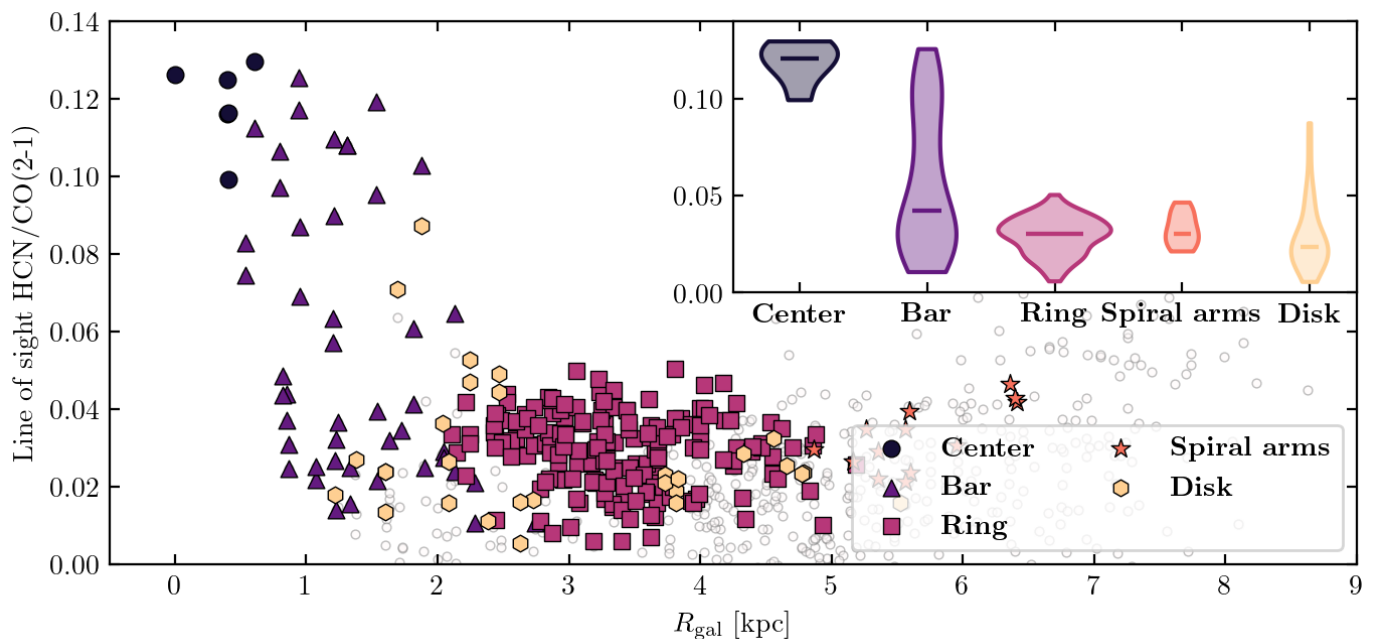 0.14
0.12
0.10
0.08
0.06
0.04
0.02
0.00
Line of sight HCN/CO(2-1)
0.10
0.05
0.00
Center Bar Ring Spiral arms Disk
Center
Bar
Ring
Spiral arms
Disk
0 1 2 3 4 5 6 7 8 9
R_gal [kpc]